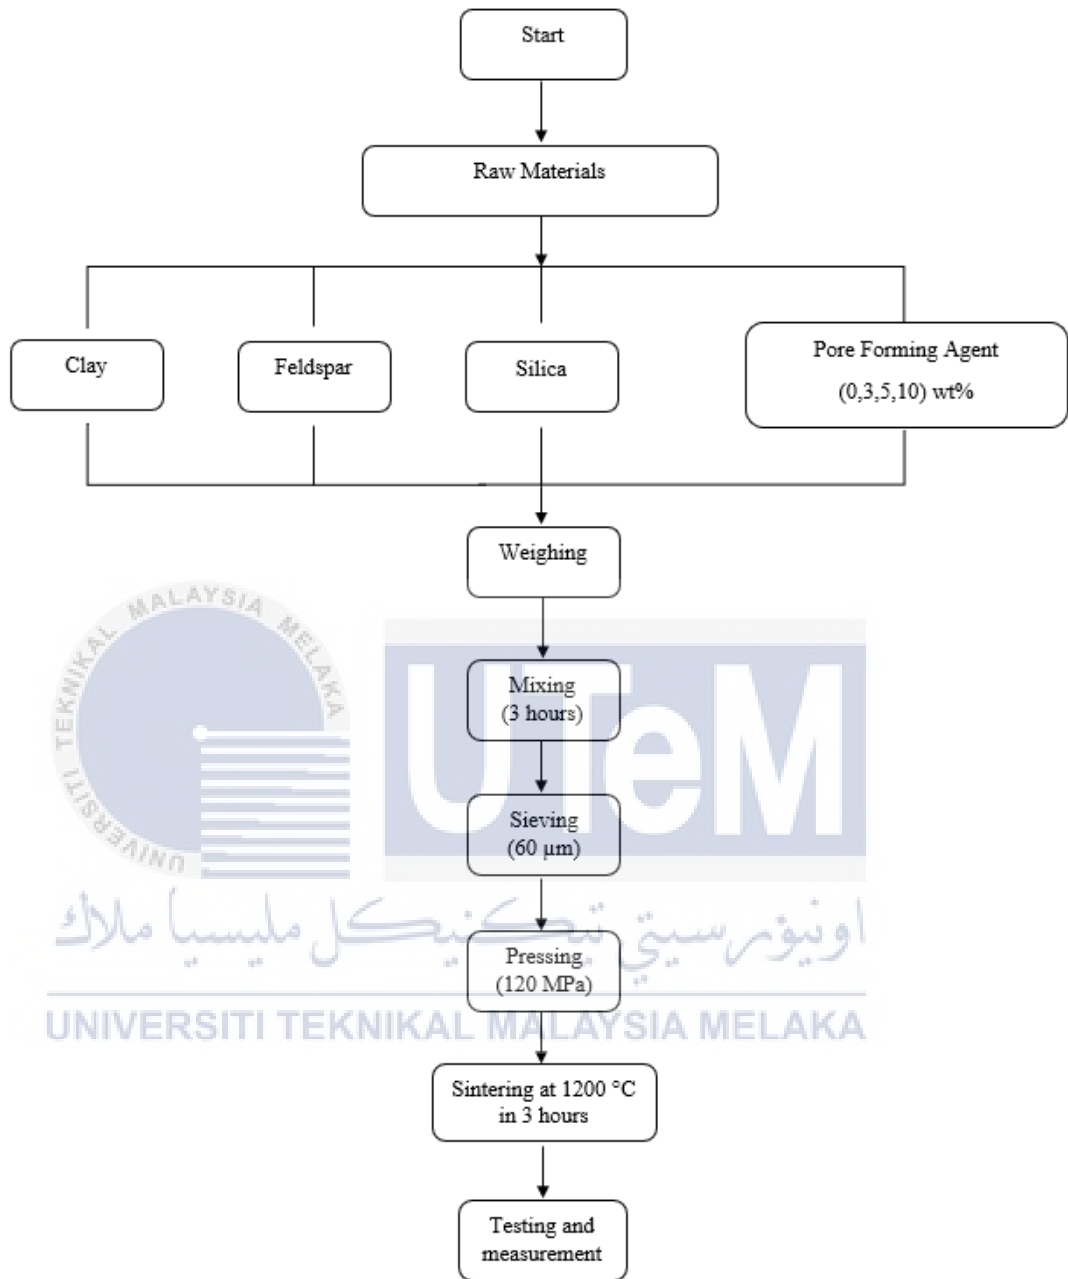 Start
Raw Materials
Clay
Feldspar
Silica
Pore Forming Agent
(0,3,5,10) wt%
Weighing
UNIVERSITI TEKNIKAL MALAYSIA MELAKA
UTeM
Mixing
(3 hours)
Sieving
(60 µm)
اونيۏرسيتي تيكنيكل مليسيا ملاك
Pressing
(120 MPa)
UNIVERSITI TEKNIKAL MALAYSIA MELAKA
Sintering at 1200 °C
in 3 hours
Testing and
measurement